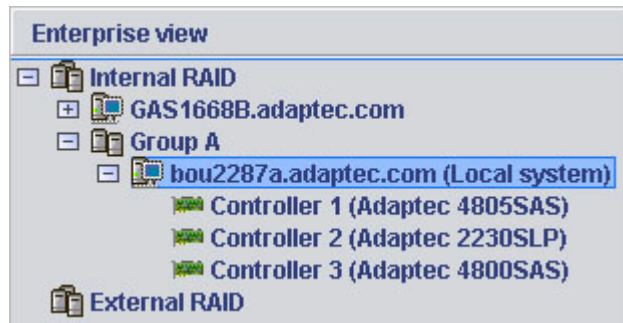 Enterprise view
Internal RAID
GAS1668B.adaptec.com
Group A
bou2287a.adaptec.com (Local system)
Controller 1 (Adaptec 4805SAS)
Controller 2 (Adaptec 2230SLP)
Controller 3 (Adaptec 4800SAS)
External RAID